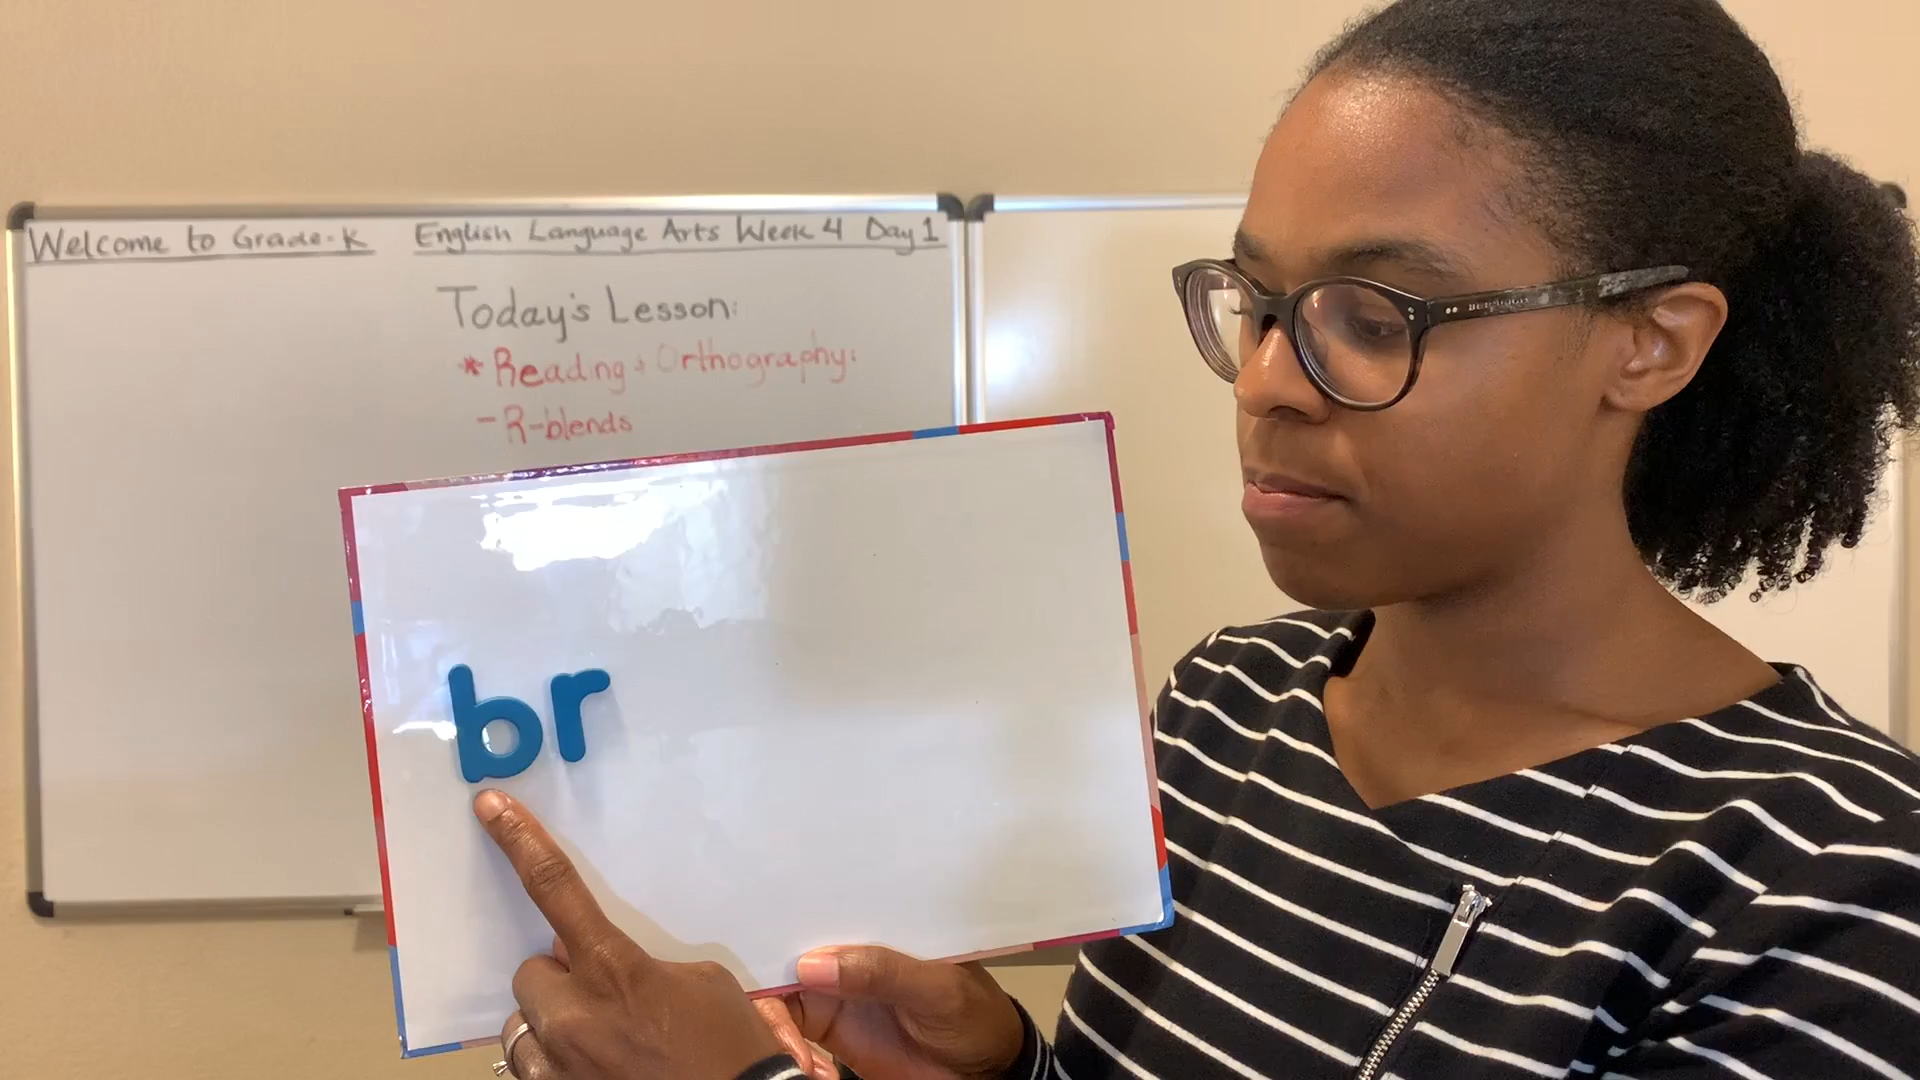 Welcome to Grade-K
English Language Arts Week 4 Day 1
Today's Lesson:
* Reading + Orthography:
- R-blends
br